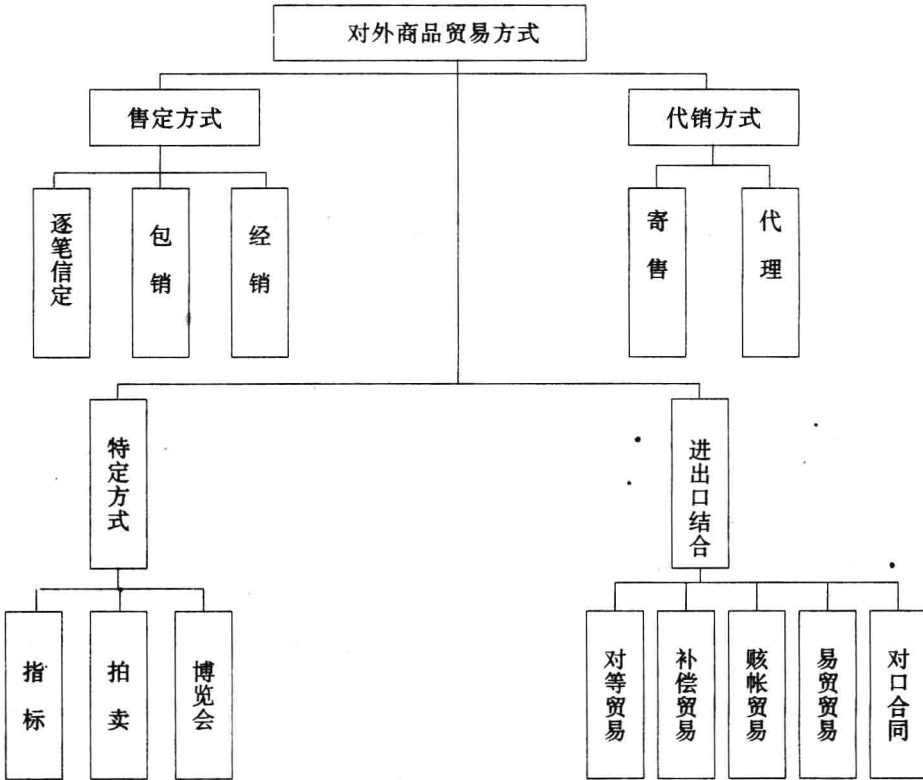 对外商品贸易方式
售定方式
代销方式
逐笔信定
包销
经销
寄售
代理
特定方式
进出口结合
指标
拍卖
博览会
对等贸易
补偿贸易
赅帐贸易
易贸贸易
对口合同